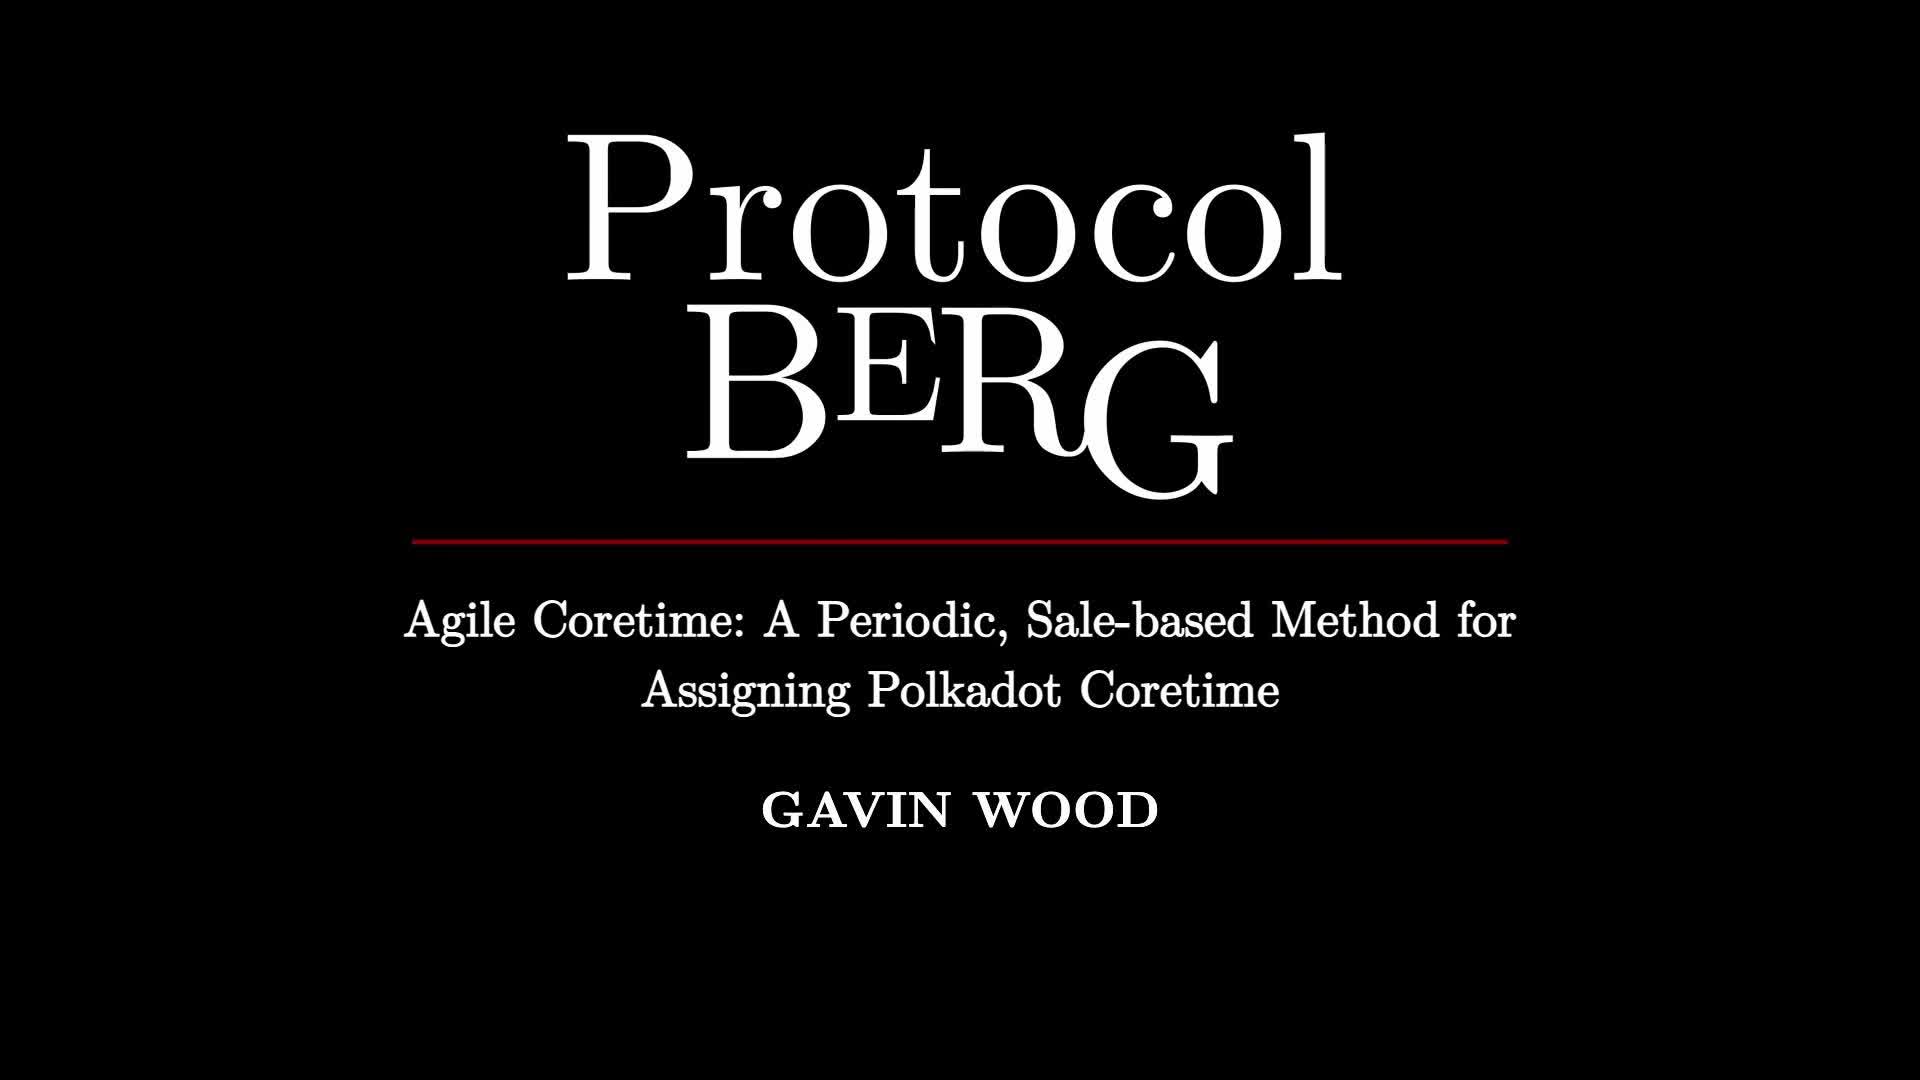 Protocol
BERG
Agile Coretime: A Periodic, Sale-based Method for
Assigning Polkadot Coretime
GAVIN WOOD